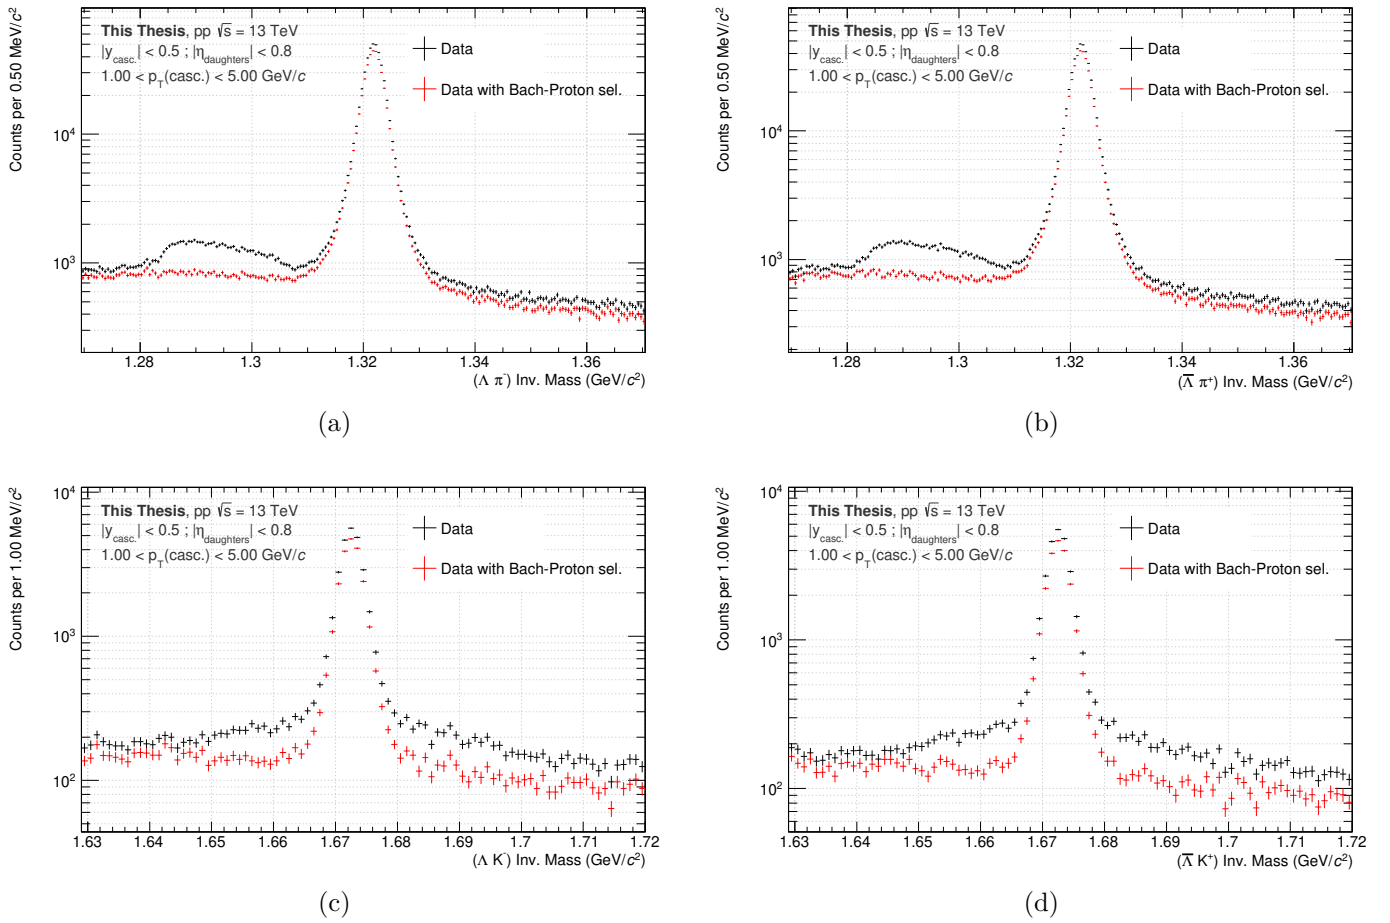 This Thesis, pp √s = 13 TeV
|y_casc.| < 0.5 ; |η_daughters| < 0.8
1.00 < p_T(casc.) < 5.00 GeV/c
Data
Data with Bach-Proton sel.
Counts per 0.50 MeV/c²
10⁴
10³
1.28 1.3 1.32 1.34 1.36
(Λ π⁻) Inv. Mass (GeV/c²)
(a)
This Thesis, pp √s = 13 TeV
|y_casc.| < 0.5 ; |η_daughters| < 0.8
1.00 < p_T(casc.) < 5.00 GeV/c
Data
Data with Bach-Proton sel.
Counts per 0.50 MeV/c²
10⁴
10³
1.28 1.3 1.32 1.34 1.36
(Λ̅ π⁺) Inv. Mass (GeV/c²)
(b)
This Thesis, pp √s = 13 TeV
|y_casc.| < 0.5 ; |η_daughters| < 0.8
1.00 < p_T(casc.) < 5.00 GeV/c
Data
Data with Bach-Proton sel.
Counts per 1.00 MeV/c²
10⁴
10³
10²
1.63 1.64 1.65 1.66 1.67 1.68 1.69 1.7 1.71 1.72
(Λ K⁻) Inv. Mass (GeV/c²)
(c)
This Thesis, pp √s = 13 TeV
|y_casc.| < 0.5 ; |η_daughters| < 0.8
1.00 < p_T(casc.) < 5.00 GeV/c
Data
Data with Bach-Proton sel.
Counts per 1.00 MeV/c²
10⁴
10³
10²
1.63 1.64 1.65 1.66 1.67 1.68 1.69 1.7 1.71 1.72
(Λ̅ K⁺) Inv. Mass (GeV/c²)
(d)